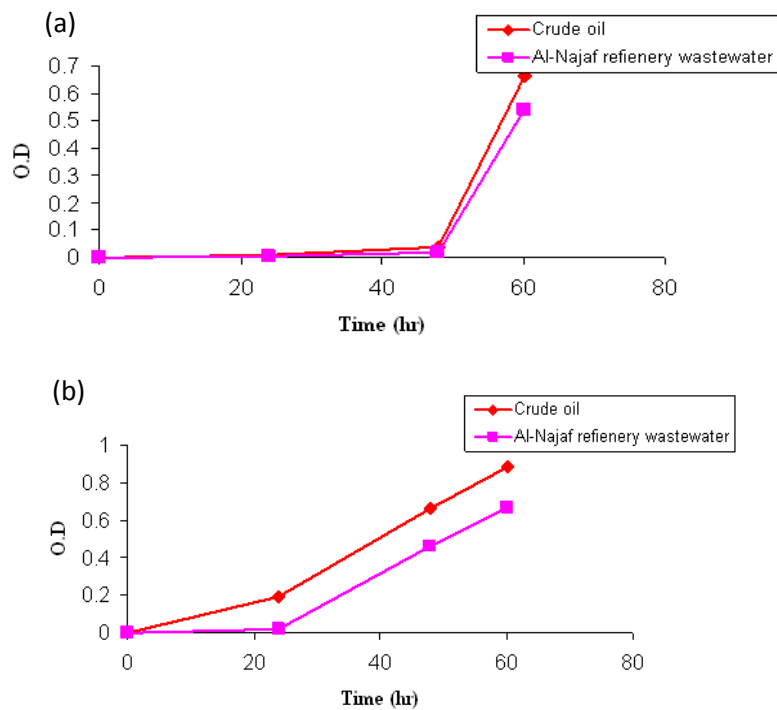 (a)
Crude oil
Al-Najaf refienery wastewater
0.7
0.6
0.5
0.4
0.3
0.2
0.1
0
O.D
0 20 40 60 80
Time (hr)
(b)
Crude oil
Al-Najaf refienery wastewater
1
0.8
0.6
0.4
0.2
0
O.D
0 20 40 60 80
Time (hr)